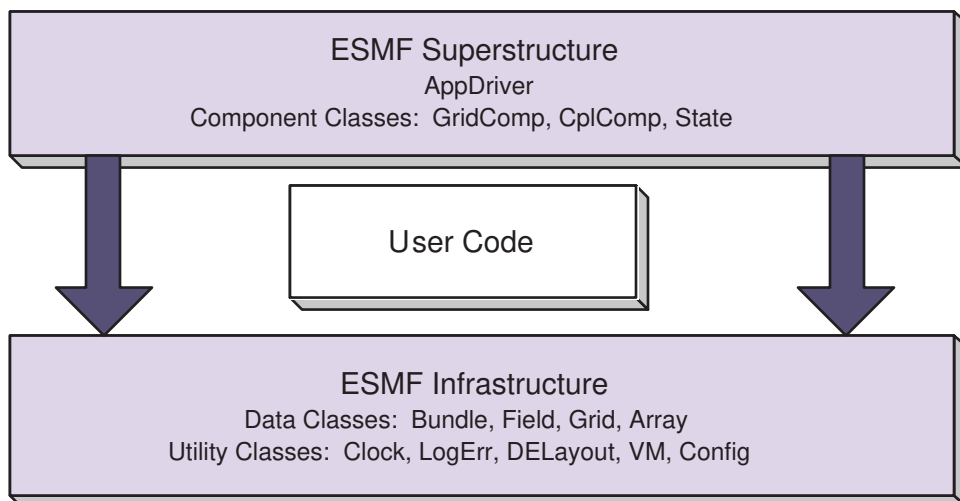 ESMF Superstructure
AppDriver
Component Classes: GridComp, CplComp, State
User Code
ESMF Infrastructure
Data Classes: Bundle, Field, Grid, Array
Utility Classes: Clock, LogErr, DELayout, VM, Config